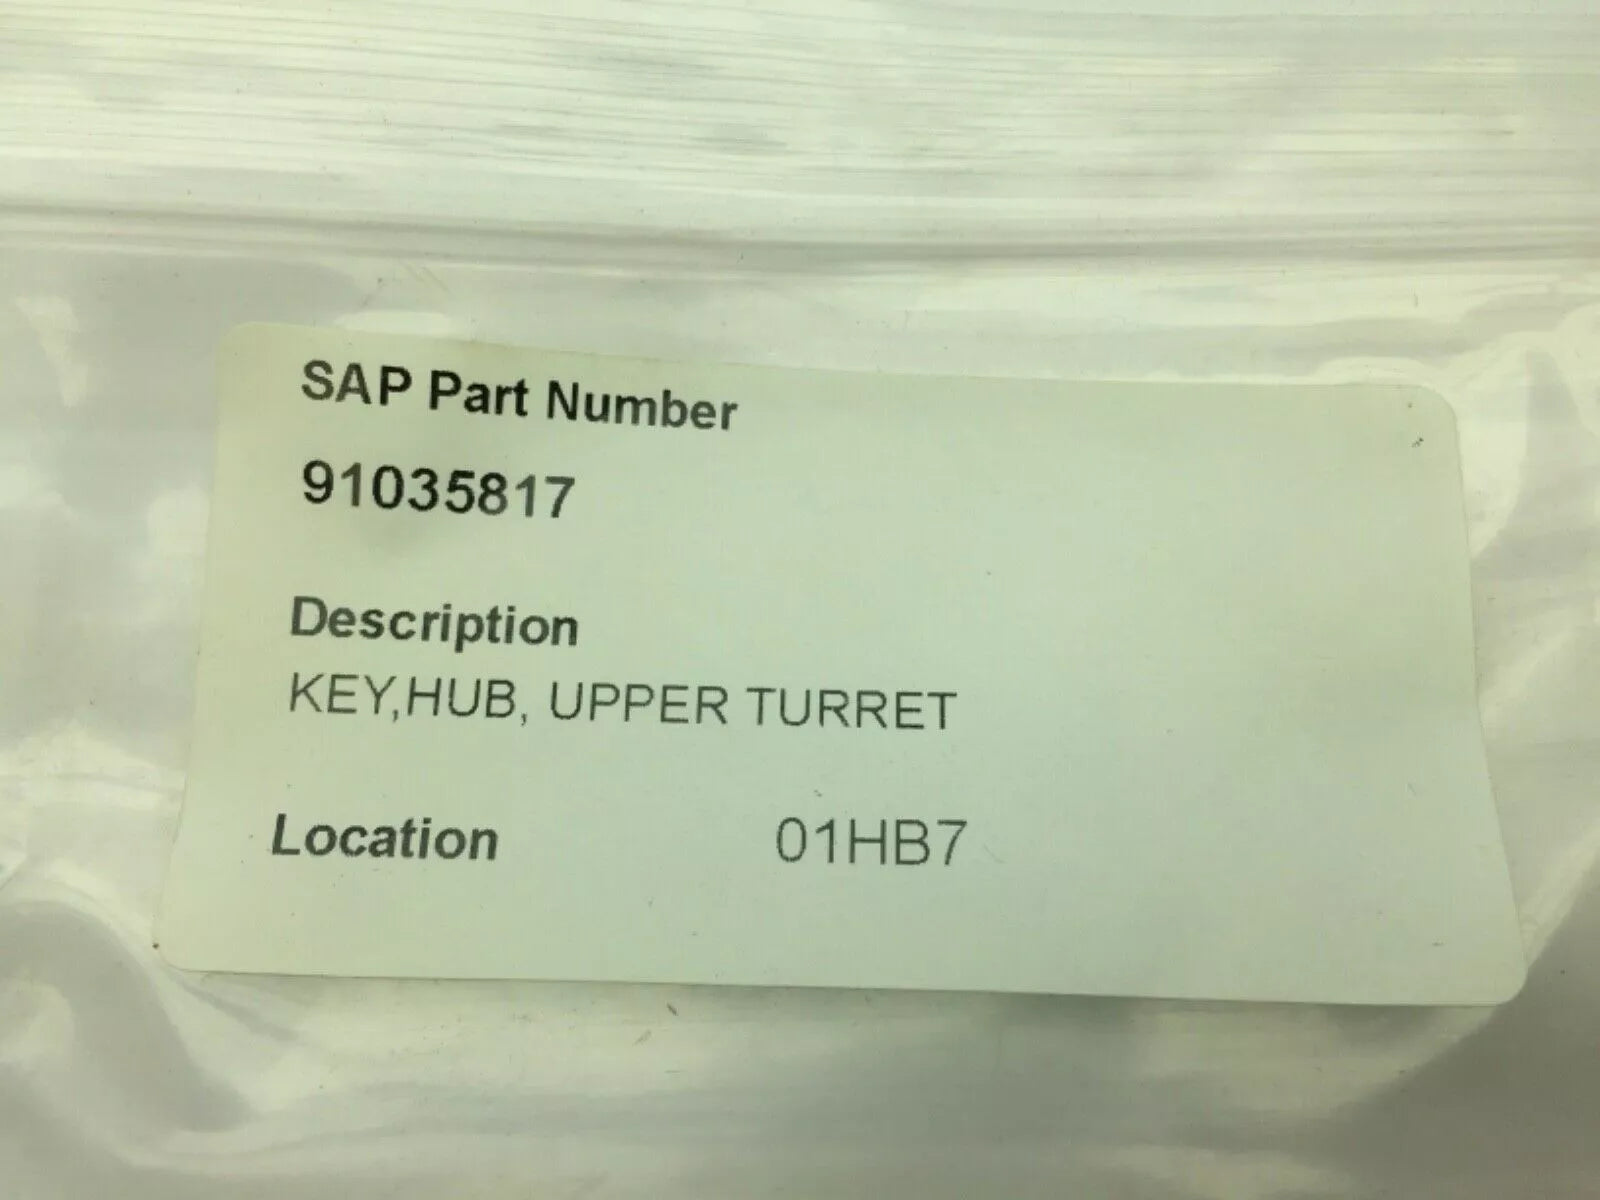 SAP Part Number
91035817
Description
KEY,HUB, UPPER TURRET
Location 01HB7